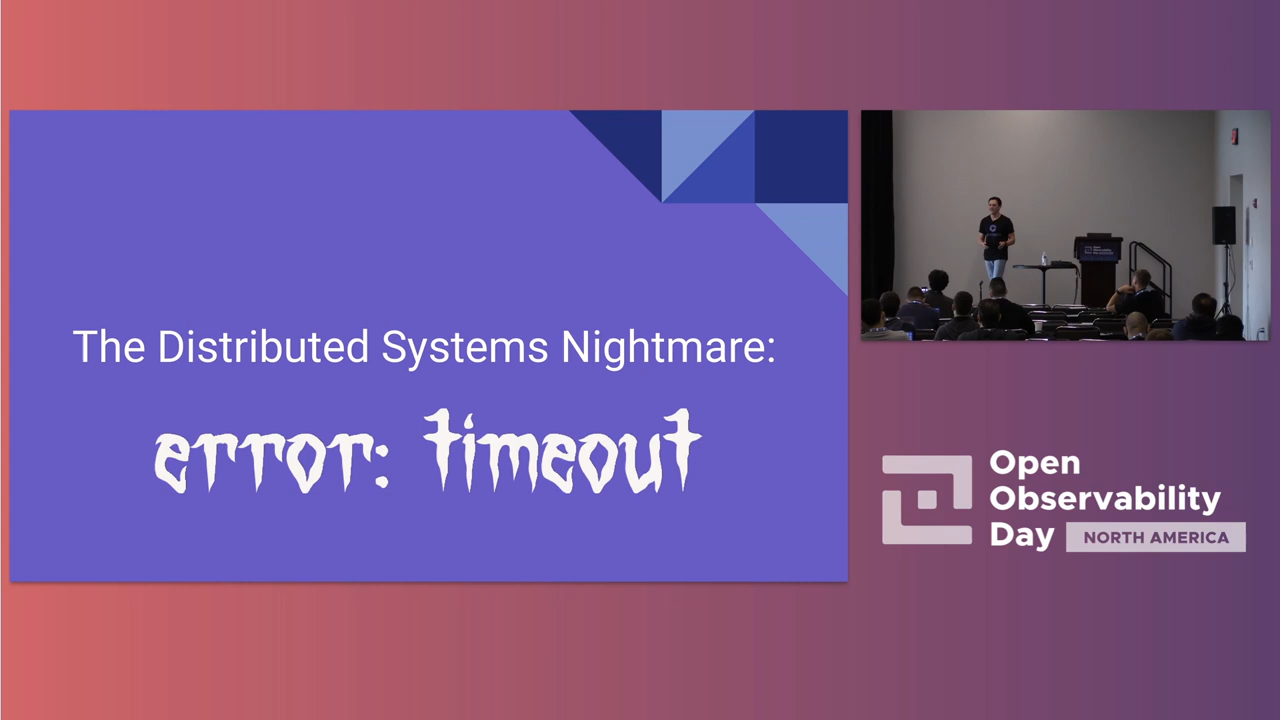 The Distributed Systems Nightmare:
error: timeout
Open
Observability
Day
NORTH AMERICA